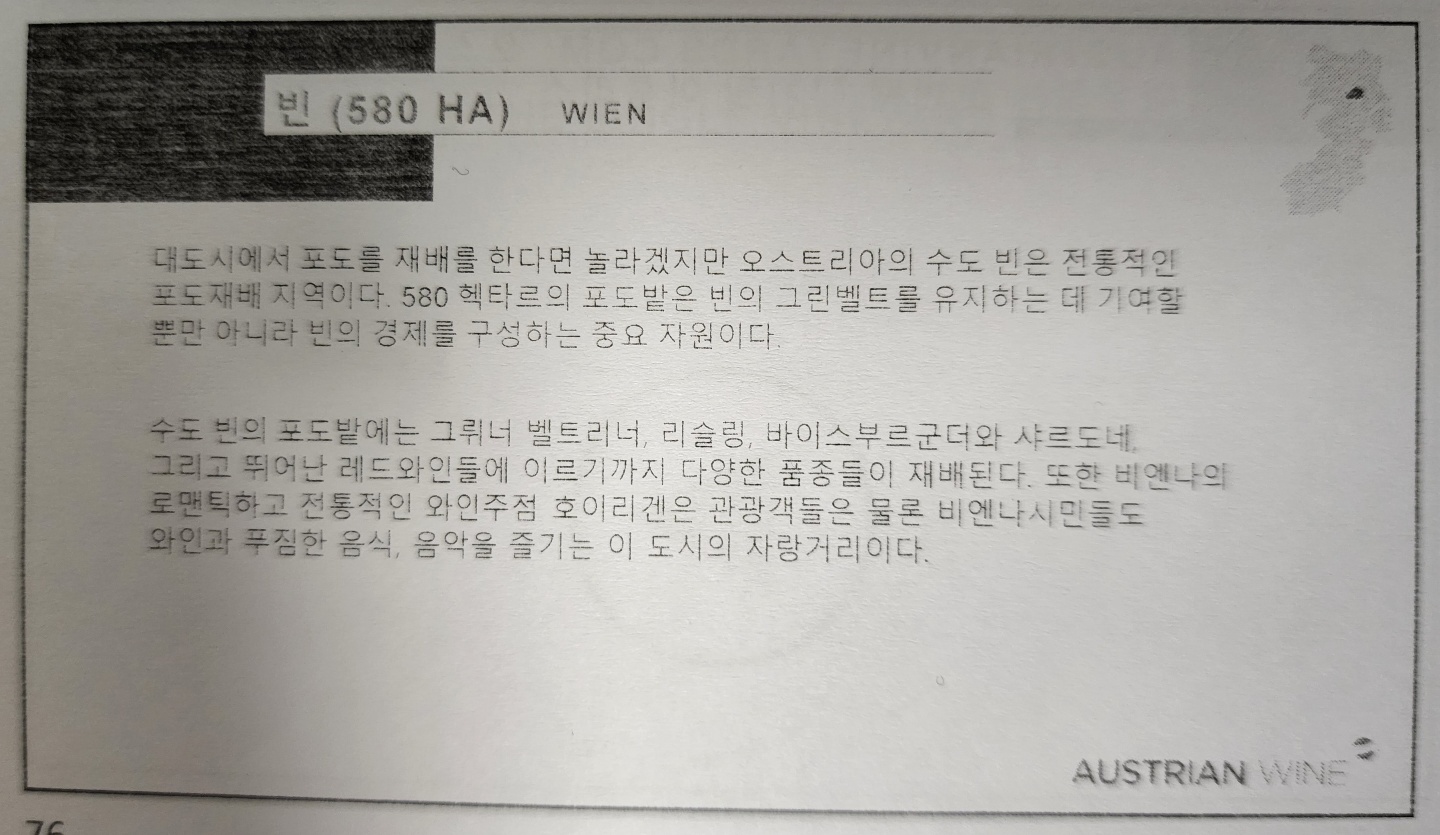 빈 (580 HA) WIEN
대도시에서 포도를 재배를 한다면 놀라겠지만 오스트리아의 수도 빈은 전통적인
포도재배 지역이다. 580 헥타르의 포도밭은 빈의 그린벨트를 유지하는 데 기여할
뿐만 아니라 빈의 경제를 구성하는 중요 자원이다.
수도 빈의 포도밭에는 그뤼너 벨트리너, 리슬링, 바이스부르군더와 샤르도네,
그리고 뛰어난 레드와인들에 이르기까지 다양한 품종들이 재배된다. 또한 비엔나의
로맨틱하고 전통적인 와인주점 호이리겐은 관광객들은 물론 비엔나시민들도
와인과 푸짐한 음식, 음악을 즐기는 이 도시의 자랑거리이다.
AUSTRIAN WINE
76